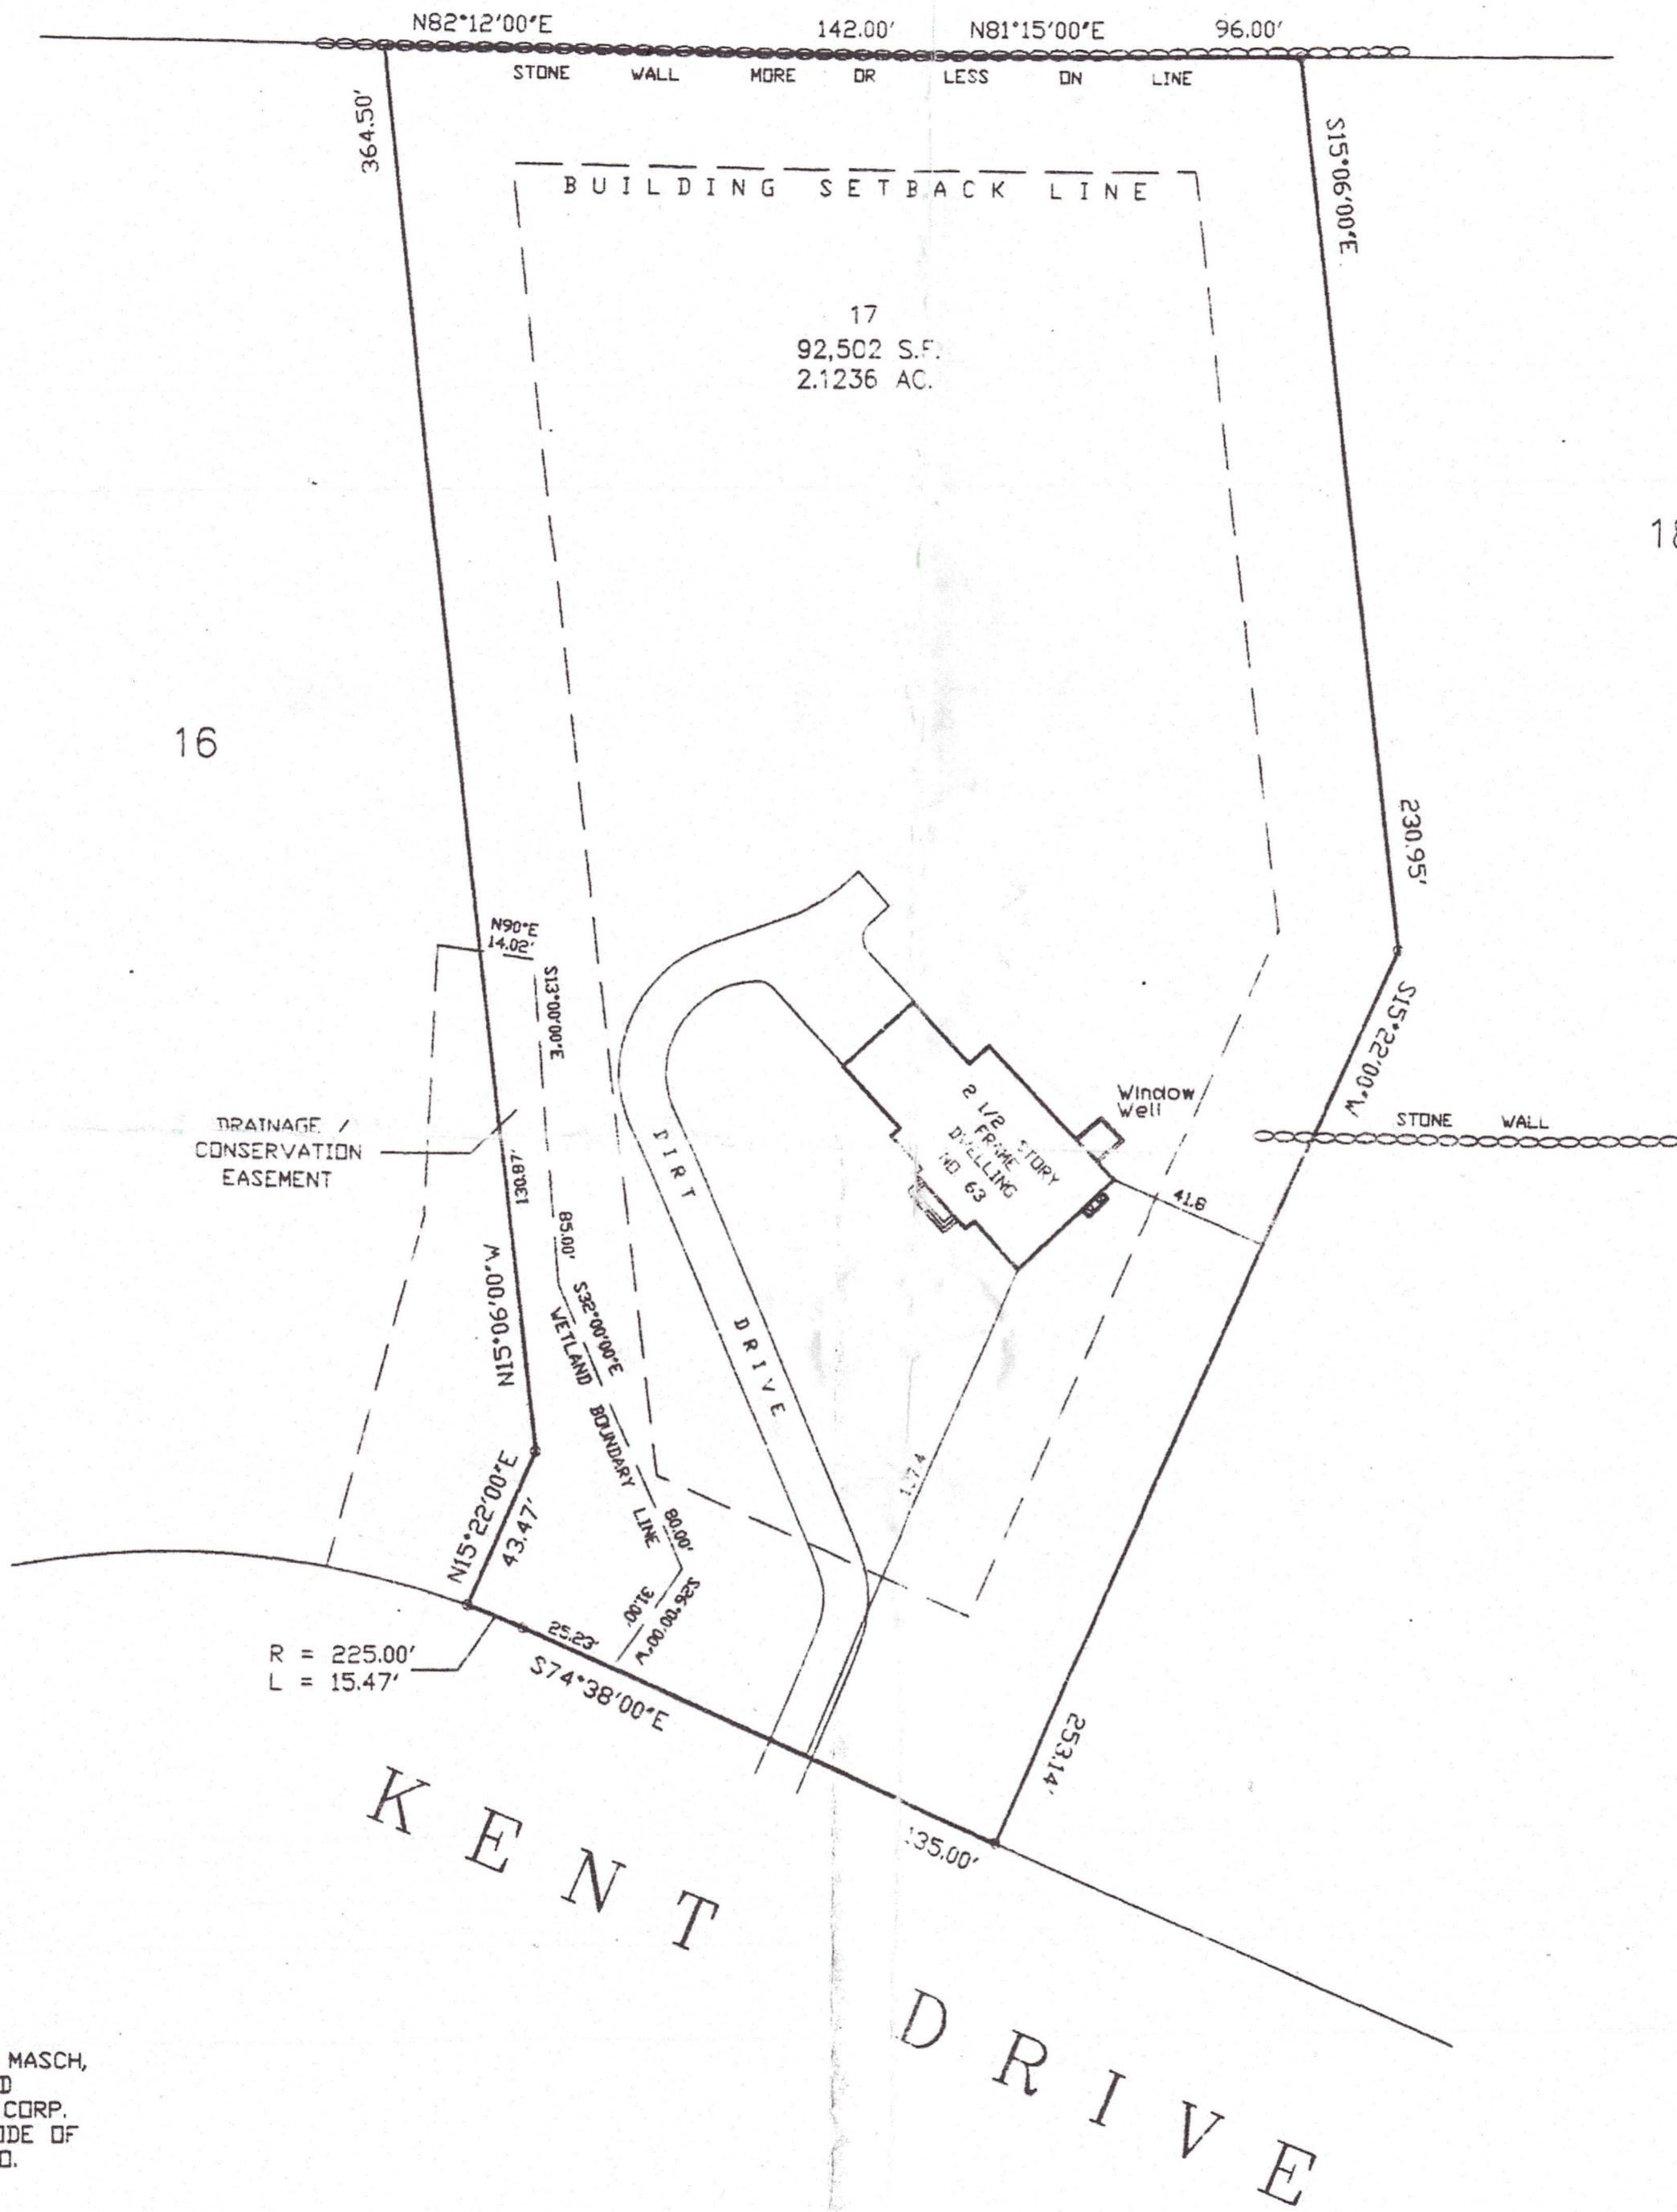 N82°12'00"E 142.00' N81°15'00"E 96.00'
STONE WALL MORE OR LESS ON LINE
364.50'
S15°06'00"E
BUILDING SETBACK LINE
17
92,502 S.F.
2.1236 AC.
16
230.95'
N90°E
14.02'
S13°00'00"E
S15°22'00"W
Window
Well
STONE WALL
2 1/2 STORY
FRAME
DWELLING
NO 63
DRAINAGE /
CONSERVATION
EASEMENT
130.87'
DIRT DRIVE
41.6
85.00'
N15°06'00"W
S32°00'00"E
WETLAND BOUNDARY LINE
80.00'
N15°22'00"E
43.47'
31.00'
S26°00'00"W
R = 225.00'
L = 15.47'
25.23'
S74°38'00"E
253.14'
135.00'
KENT DRIVE
MASCH,
D
CORP.
ODE OF
O.